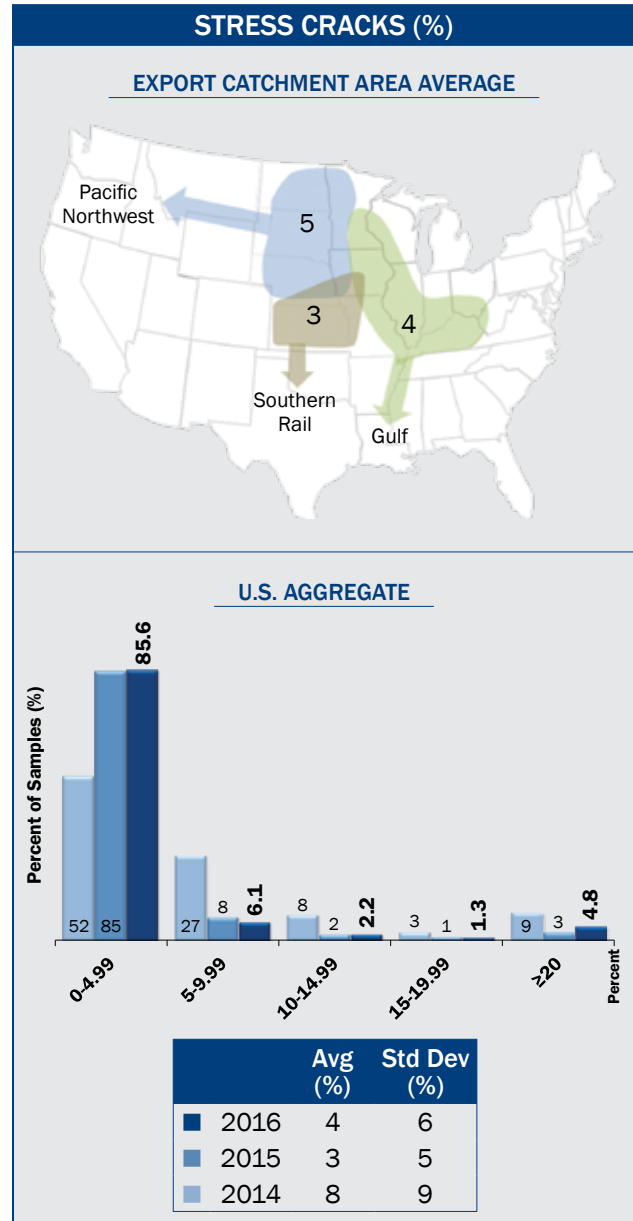 STRESS CRACKS (%)
EXPORT CATCHMENT AREA AVERAGE
Pacific
Northwest
5
3
4
Southern
Rail
Gulf
U.S. AGGREGATE
Percent of Samples (%)
52 85 85.6
27 8 6.1
8 2 2.2
3 1 1.3
9 3 4.8
0-4.99 5-9.99 10-14.99 15-19.99 ≥20 Percent
Avg Std Dev
(%) (%)
2016 4 6
2015 3 5
2014 8 9